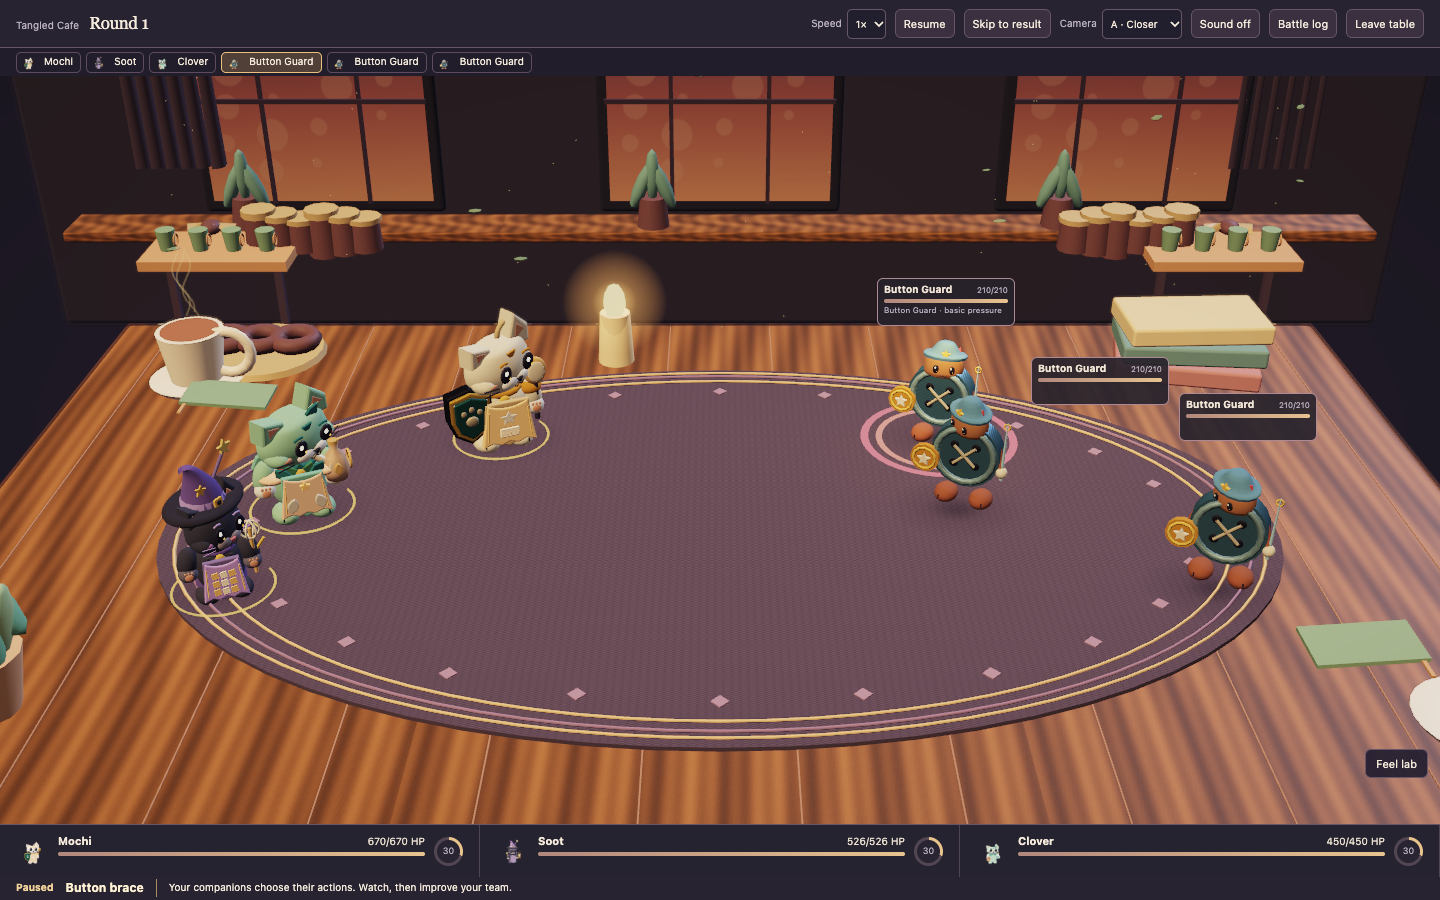 Tangled Cafe Round 1 Speed 1x Resume Skip to result Camera A · Closer Sound off Battle log Leave table
Mochi Soot Clover Button Guard Button Guard Button Guard
Button Guard 210/210
Button Guard · basic pressure
Button Guard 210/210
Button Guard 210/210
Feel lab
Mochi 670/670 HP 30
Soot 526/526 HP 30
Clover 450/450 HP 30
Paused Button brace Your companions choose their actions. Watch, then improve your team.